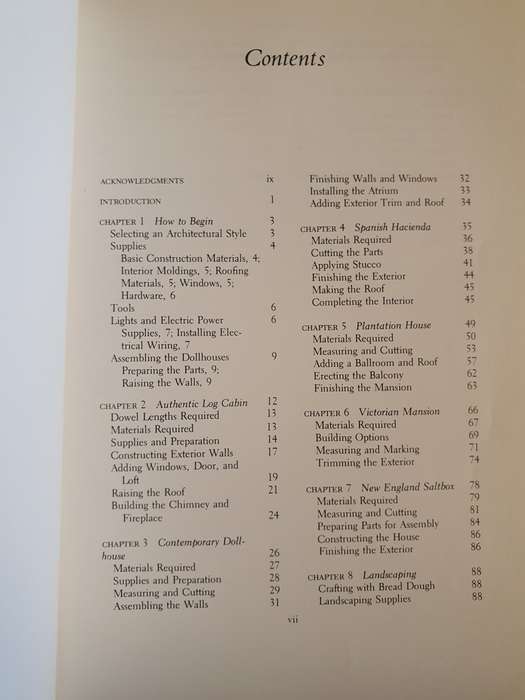 Contents
ACKNOWLEDGMENTS ix
INTRODUCTION 1
CHAPTER 1 How to Begin 3
Selecting an Architectural Style 3
Supplies 4
Basic Construction Materials, 4;
Interior Moldings, 5; Roofing
Materials, 5; Windows, 5;
Hardware, 6
Tools 6
Lights and Electric Power 6
Supplies, 7; Installing Elec-
trical Wiring, 7
Assembling the Dollhouses 9
Preparing the Parts, 9;
Raising the Walls, 9
CHAPTER 2 Authentic Log Cabin 12
Dowel Lengths Required 13
Materials Required 13
Supplies and Preparation 14
Constructing Exterior Walls 17
Adding Windows, Door, and
Loft 19
Raising the Roof 21
Building the Chimney and
Fireplace 24
CHAPTER 3 Contemporary Doll-
house 26
Materials Required 27
Supplies and Preparation 28
Measuring and Cutting 29
Assembling the Walls 31
Finishing Walls and Windows 32
Installing the Atrium 33
Adding Exterior Trim and Roof 34
CHAPTER 4 Spanish Hacienda 35
Materials Required 36
Cutting the Parts 38
Applying Stucco 41
Finishing the Exterior 44
Making the Roof 45
Completing the Interior 45
CHAPTER 5 Plantation House 49
Materials Required 50
Measuring and Cutting 53
Adding a Ballroom and Roof 57
Erecting the Balcony 62
Finishing the Mansion 63
CHAPTER 6 Victorian Mansion 66
Materials Required 67
Building Options 69
Measuring and Marking 71
Trimming the Exterior 74
CHAPTER 7 New England Saltbox 78
Materials Required 79
Measuring and Cutting 81
Preparing Parts for Assembly 84
Constructing the House 86
Finishing the Exterior 86
CHAPTER 8 Landscaping 88
Crafting with Bread Dough 88
Landscaping Supplies 88
vii